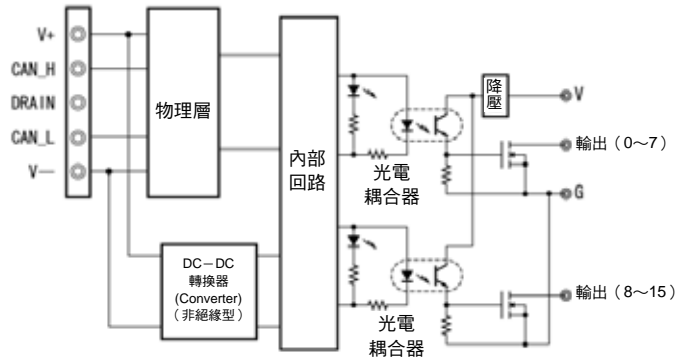 V+
CAN_H
DRAIN
CAN_L
V—
物理層
DC－DC
轉換器
(Converter)
（非絕緣型）
內部
回路
光電
耦合器
光電
耦合器
降
壓
V
輸出（0～7）
G
輸出（8～15）